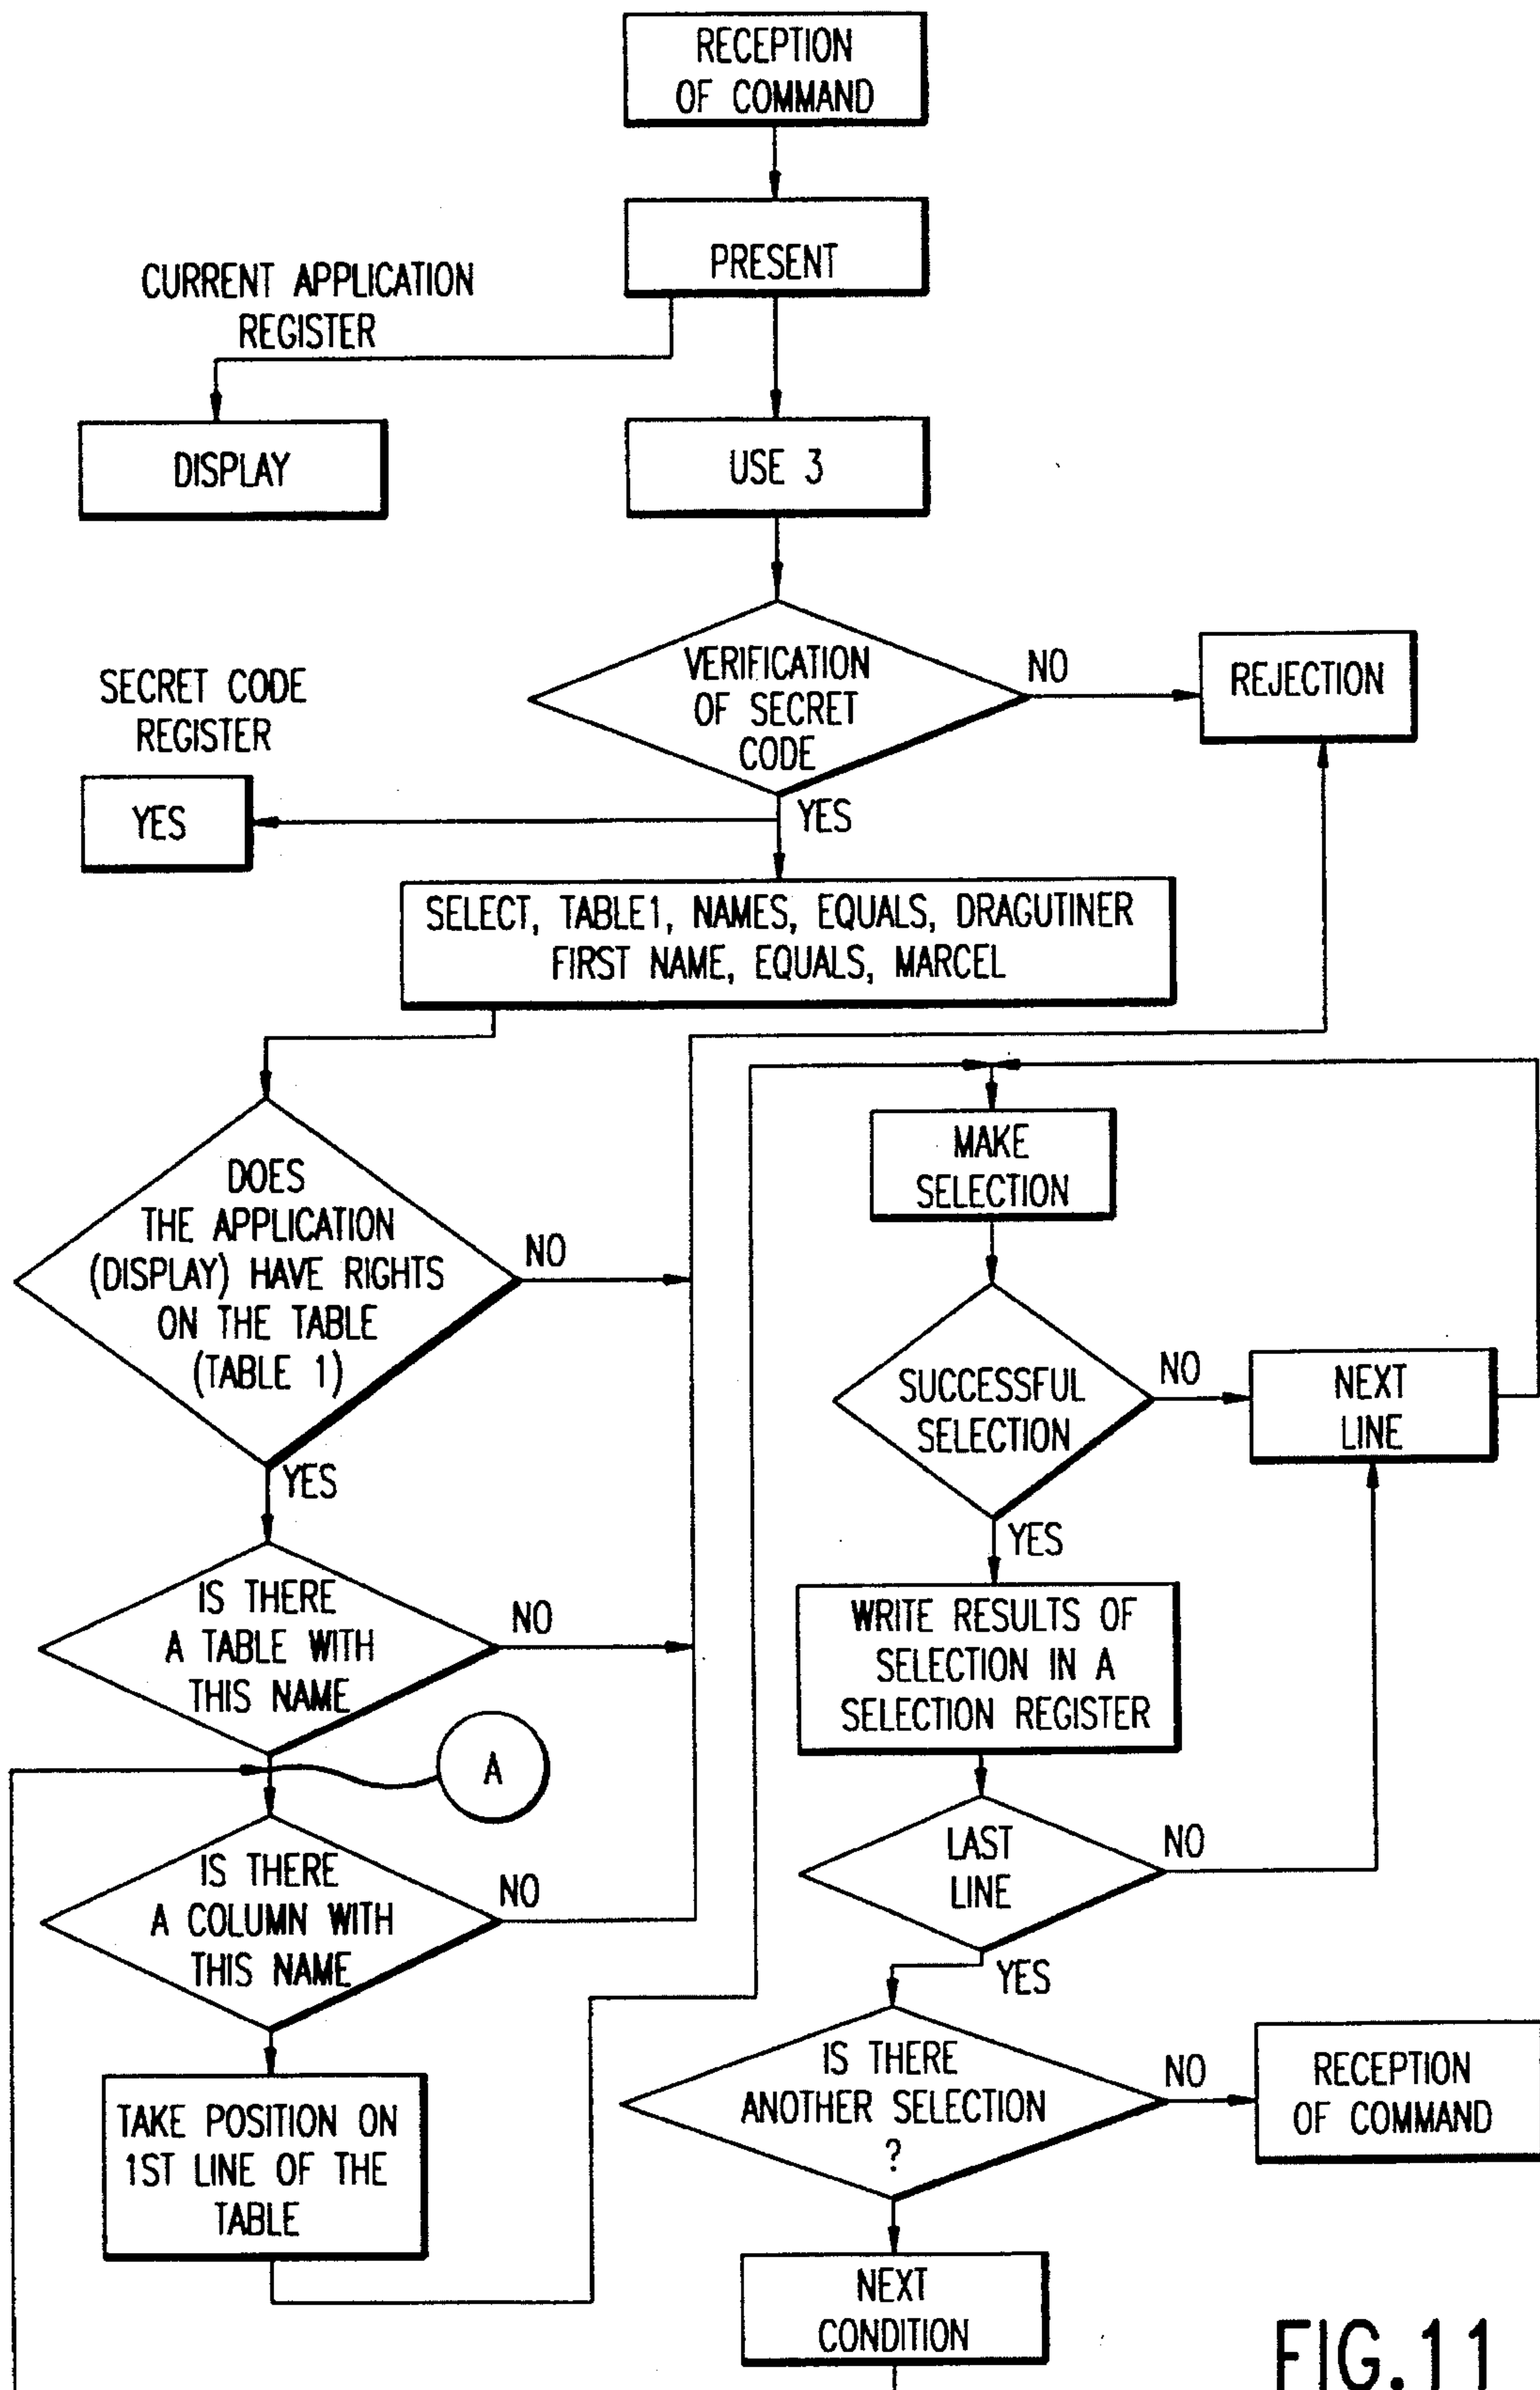 RECEPTION
OF COMMAND
PRESENT
CURRENT APPLICATION
REGISTER
DISPLAY
USE 3
VERIFICATION
OF SECRET
CODE
NO
REJECTION
SECRET CODE
REGISTER
YES
YES
SELECT, TABLE1, NAMES, EQUALS, DRAGUTINER
FIRST NAME, EQUALS, MARCEL
DOES
THE APPLICATION
(DISPLAY) HAVE RIGHTS
ON THE TABLE
(TABLE 1)
NO
YES
IS THERE
A TABLE WITH
THIS NAME
NO
A
IS THERE
A COLUMN WITH
THIS NAME
NO
TAKE POSITION ON
1ST LINE OF THE
TABLE
MAKE
SELECTION
SUCCESSFUL
SELECTION
NO
NEXT
LINE
YES
WRITE RESULTS OF
SELECTION IN A
SELECTION REGISTER
LAST
LINE
NO
YES
IS THERE
ANOTHER SELECTION
?
NO
RECEPTION
OF COMMAND
NEXT
CONDITION
FIG.11